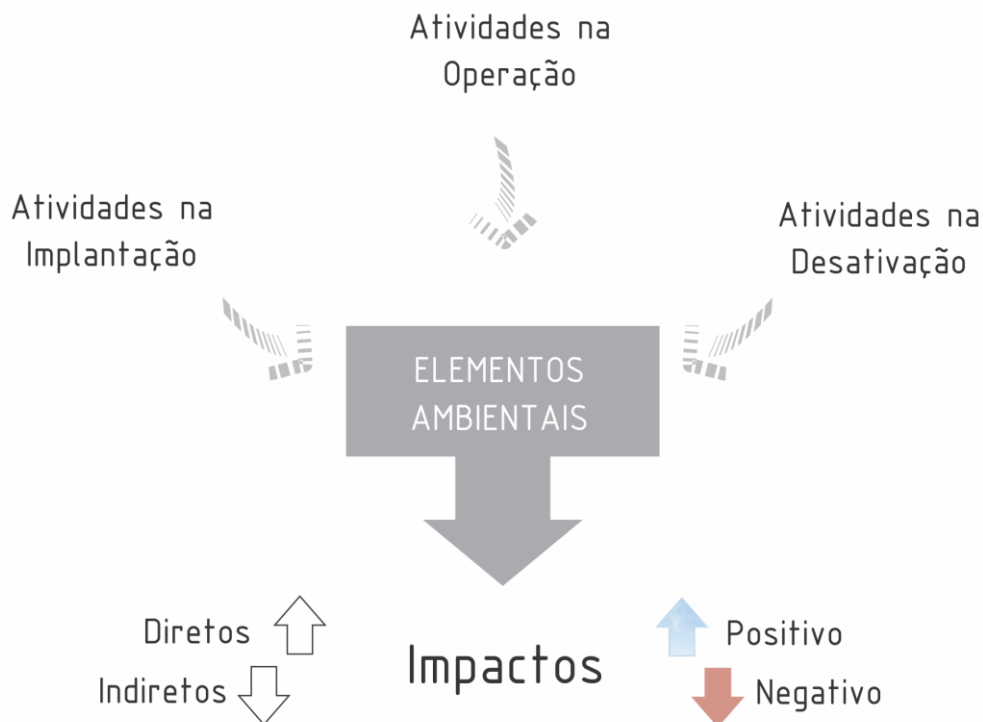 Atividades na
Operação
Atividades na
Implantação
Atividades na
Desativação
ELEMENTOS
AMBIENTAIS
Diretos
Indiretos
Impactos
Positivo
Negativo